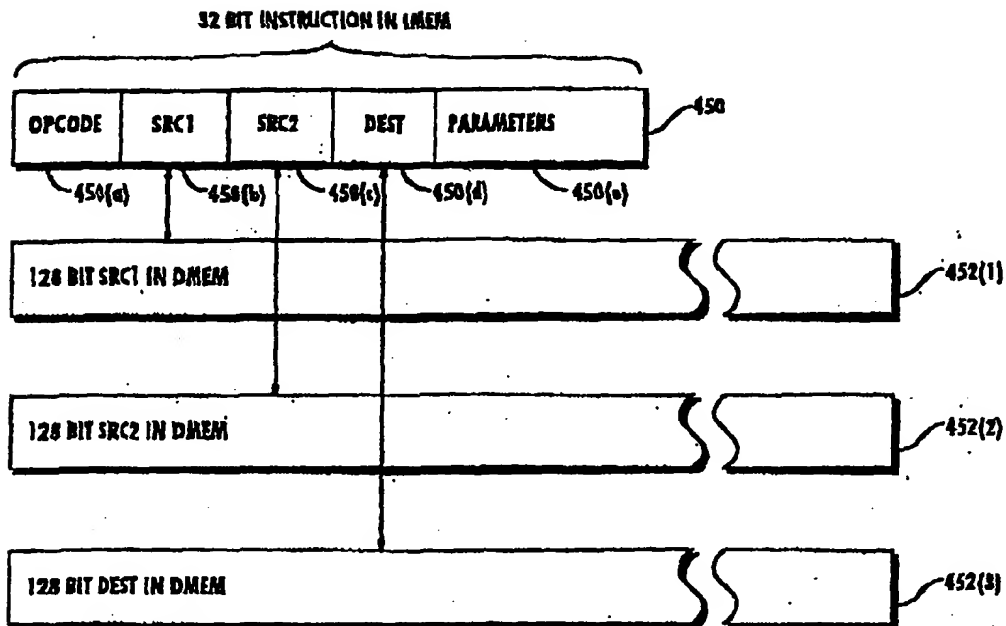 32 BIT INSTRUCTION IN IMEM
OPCODE SRC1 SRC2 DEST PARAMETERS
450
450(a) 450(b) 450(c) 450(d) 450(e)
128 BIT SRC1 IN DMEM
452(1)
128 BIT SRC2 IN DMEM
452(2)
128 BIT DEST IN DMEM
452(3)